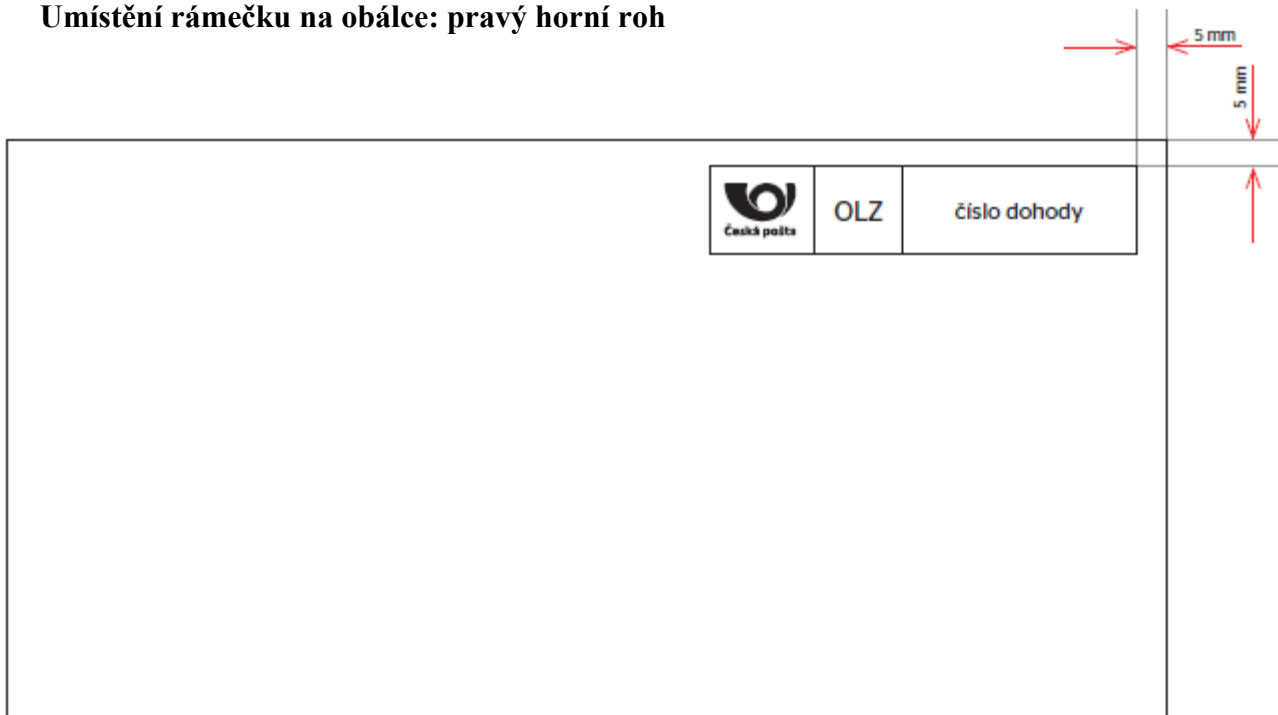 Umístění rámečku na obálce: pravý horní roh
5 mm
5 mm
Česká pošta
OLZ
číslo dohody